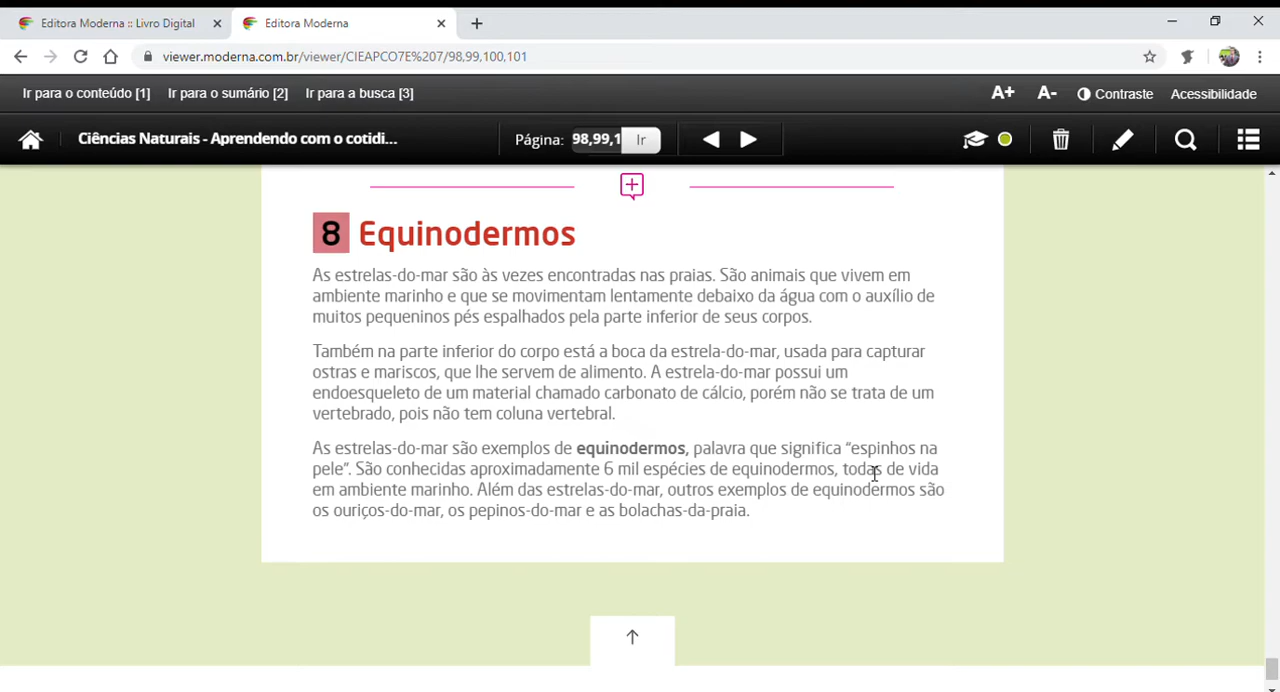 Editora Moderna :: Livro Digital
Editora Moderna
viewer.moderna.com.br/viewer/CIEAPCO7E%207/98,99,100,101
Ir para o conteúdo [1] Ir para o sumário [2] Ir para a busca [3] A+ A- Contraste Acessibilidade
Ciências Naturais - Aprendendo com o cotidi... Página: 98,99,1 Ir
8 Equinodermos
As estrelas-do-mar são às vezes encontradas nas praias. São animais que vivem em
ambiente marinho e que se movimentam lentamente debaixo da água com o auxílio de
muitos pequeninos pés espalhados pela parte inferior de seus corpos.
Também na parte inferior do corpo está a boca da estrela-do-mar, usada para capturar
ostras e mariscos, que lhe servem de alimento. A estrela-do-mar possui um
endoesqueleto de um material chamado carbonato de cálcio, porém não se trata de um
vertebrado, pois não tem coluna vertebral.
As estrelas-do-mar são exemplos de equinodermos, palavra que significa “espinhos na
pele”. São conhecidas aproximadamente 6 mil espécies de equinodermos, todas de vida
em ambiente marinho. Além das estrelas-do-mar, outros exemplos de equinodermos são
os ouriços-do-mar, os pepinos-do-mar e as bolachas-da-praia.